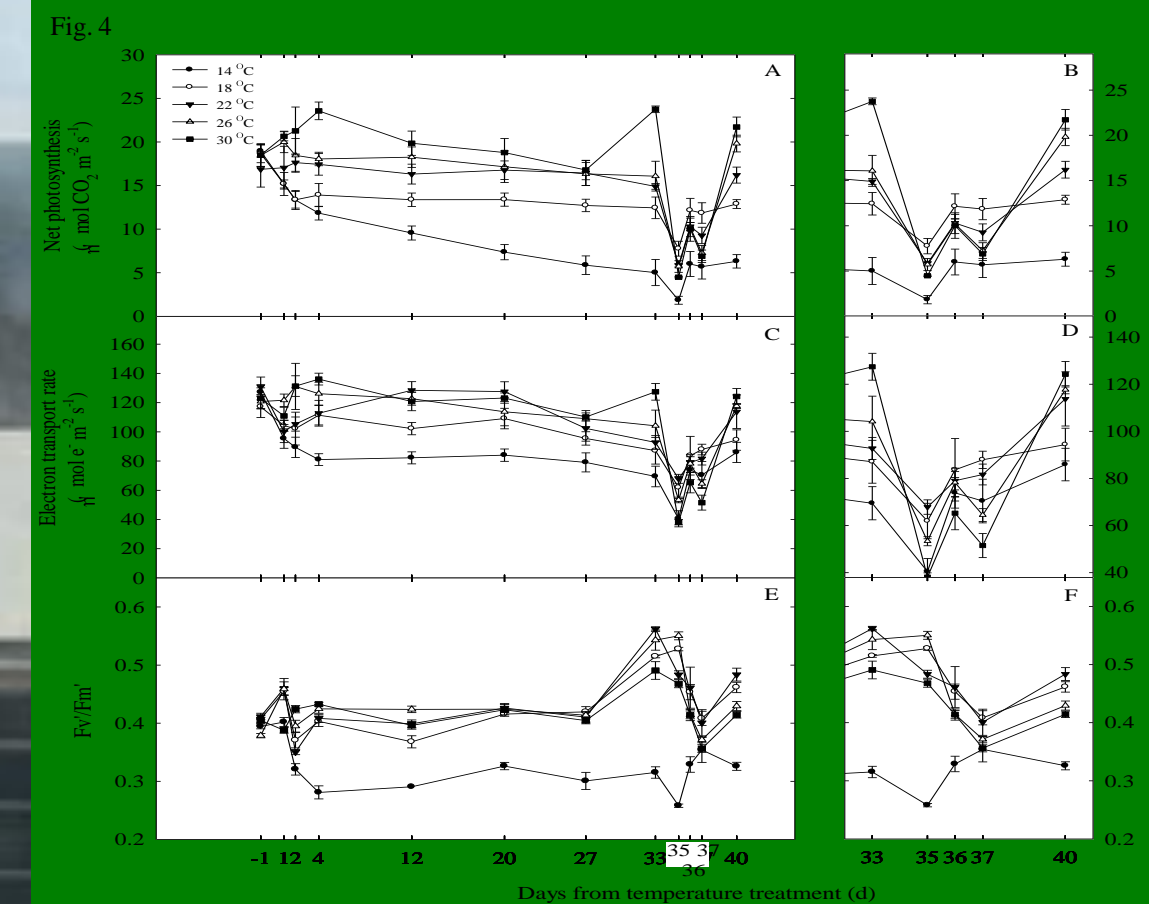 Fig. 4
A
14 °C
18 °C
22 °C
26 °C
30 °C
Net photosynthesis
mol CO2 m-2 s-1)
30
25
20
15
10
5
0
B
25
20
15
10
5
0
C
Electron transport rate
mol e- m-2 s-1)
160
140
120
100
80
60
40
20
0
D
140
120
100
80
60
40
E
Fv'/Fm'
0.6
0.5
0.4
0.3
0.2
F
0.6
0.5
0.4
0.3
0.2
-1 1 2 4 12 20 27 33 35 36 37 40
33 35 36 37 40
Days from temperature treatment (d)